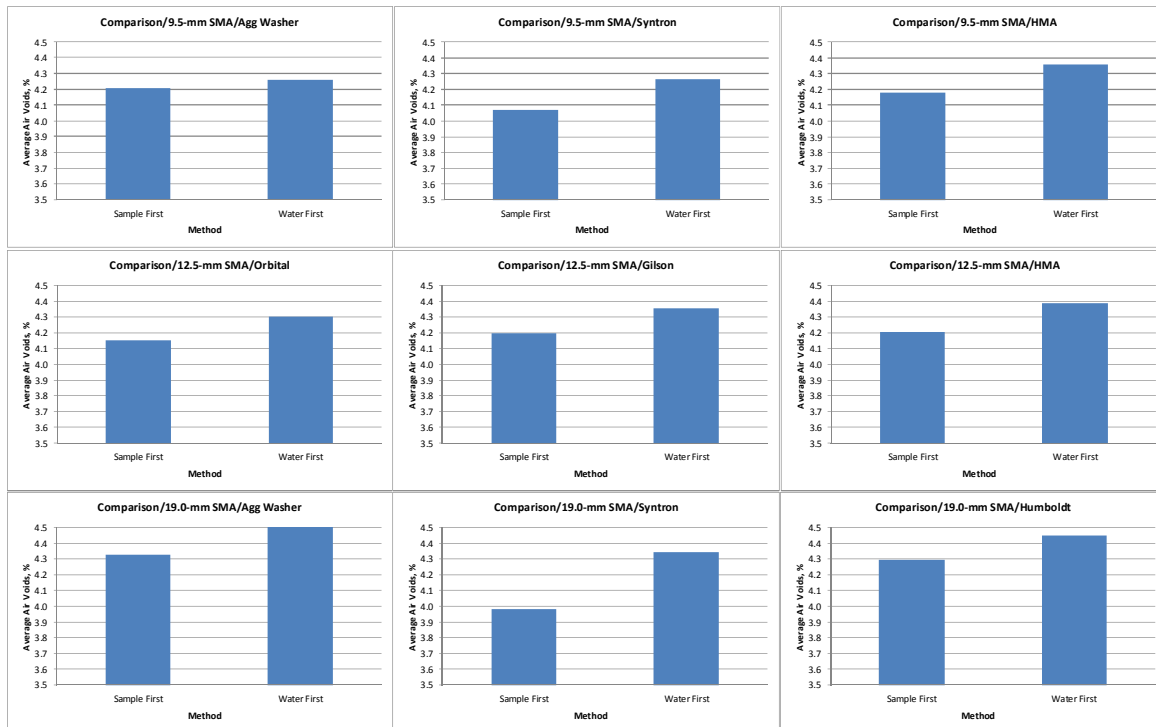 Comparison/9.5-mm SMA/Agg Washer
Average Air Voids, %
4.5
4.4
4.3
4.2
4.1
4.0
3.9
3.8
3.7
3.6
3.5
Sample First Water First
Method
Comparison/9.5-mm SMA/Syntron
Average Air Voids, %
4.5
4.4
4.3
4.2
4.1
4.0
3.9
3.8
3.7
3.6
3.5
Sample First Water First
Method
Comparison/9.5-mm SMA/HMA
Average Air Voids, %
4.5
4.4
4.3
4.2
4.1
4.0
3.9
3.8
3.7
3.6
3.5
Sample First Water First
Method
Comparison/12.5-mm SMA/Orbital
Average Air Voids, %
4.5
4.4
4.3
4.2
4.1
4.0
3.9
3.8
3.7
3.6
3.5
Sample First Water First
Method
Comparison/12.5-mm SMA/Gilson
Average Air Voids, %
4.5
4.4
4.3
4.2
4.1
4.0
3.9
3.8
3.7
3.6
3.5
Sample First Water First
Method
Comparison/12.5-mm SMA/HMA
Average Air Voids, %
4.5
4.4
4.3
4.2
4.1
4.0
3.9
3.8
3.7
3.6
3.5
Sample First Water First
Method
Comparison/19.0-mm SMA/Agg Washer
Average Air Voids, %
4.5
4.4
4.3
4.2
4.1
4.0
3.9
3.8
3.7
3.6
3.5
Sample First Water First
Method
Comparison/19.0-mm SMA/Syntron
Average Air Voids, %
4.5
4.4
4.3
4.2
4.1
4.0
3.9
3.8
3.7
3.6
3.5
Sample First Water First
Method
Comparison/19.0-mm SMA/Humboldt
Average Air Voids, %
4.5
4.4
4.3
4.2
4.1
4.0
3.9
3.8
3.7
3.6
3.5
Sample First Water First
Method